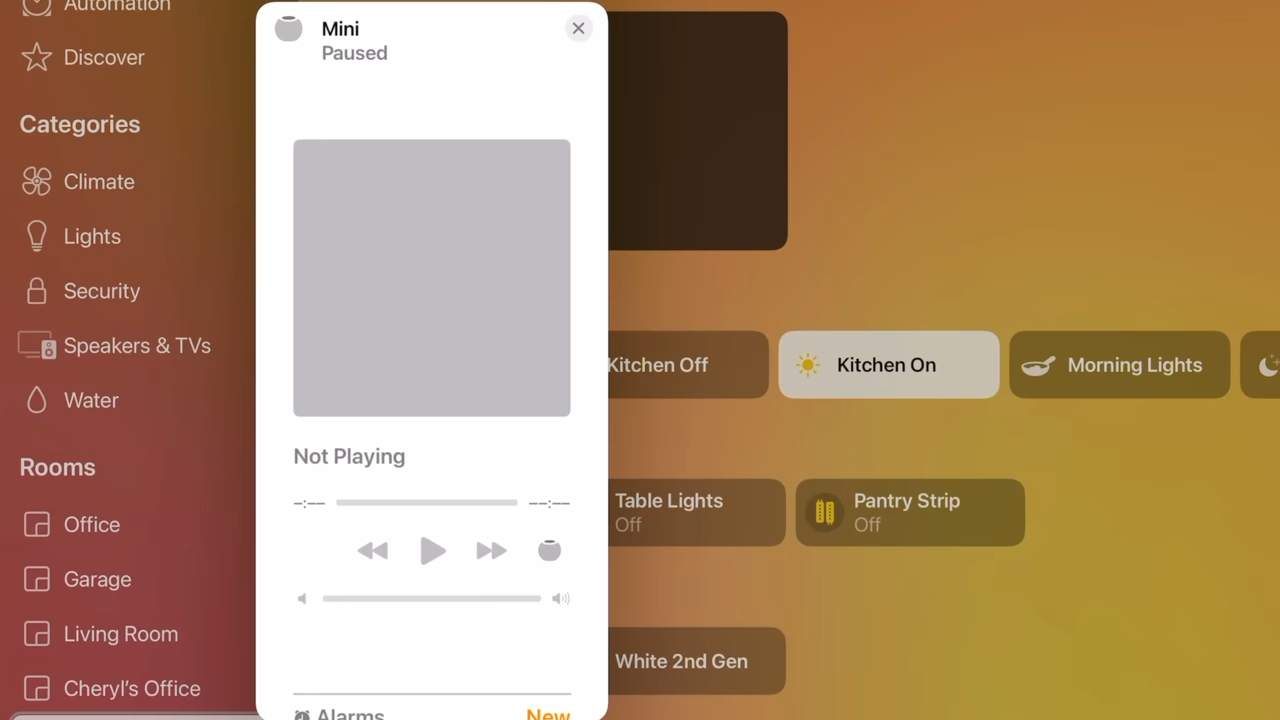 Automation
Discover
Categories
Climate
Lights
Security
Speakers & TVs
Water
Rooms
Office
Garage
Living Room
Cheryl's Office
Mini
Paused
Not Playing
-:-- --:--
Alarms New
Kitchen Off
Kitchen On
Morning Lights
Table Lights
Off
Pantry Strip
Off
White 2nd Gen